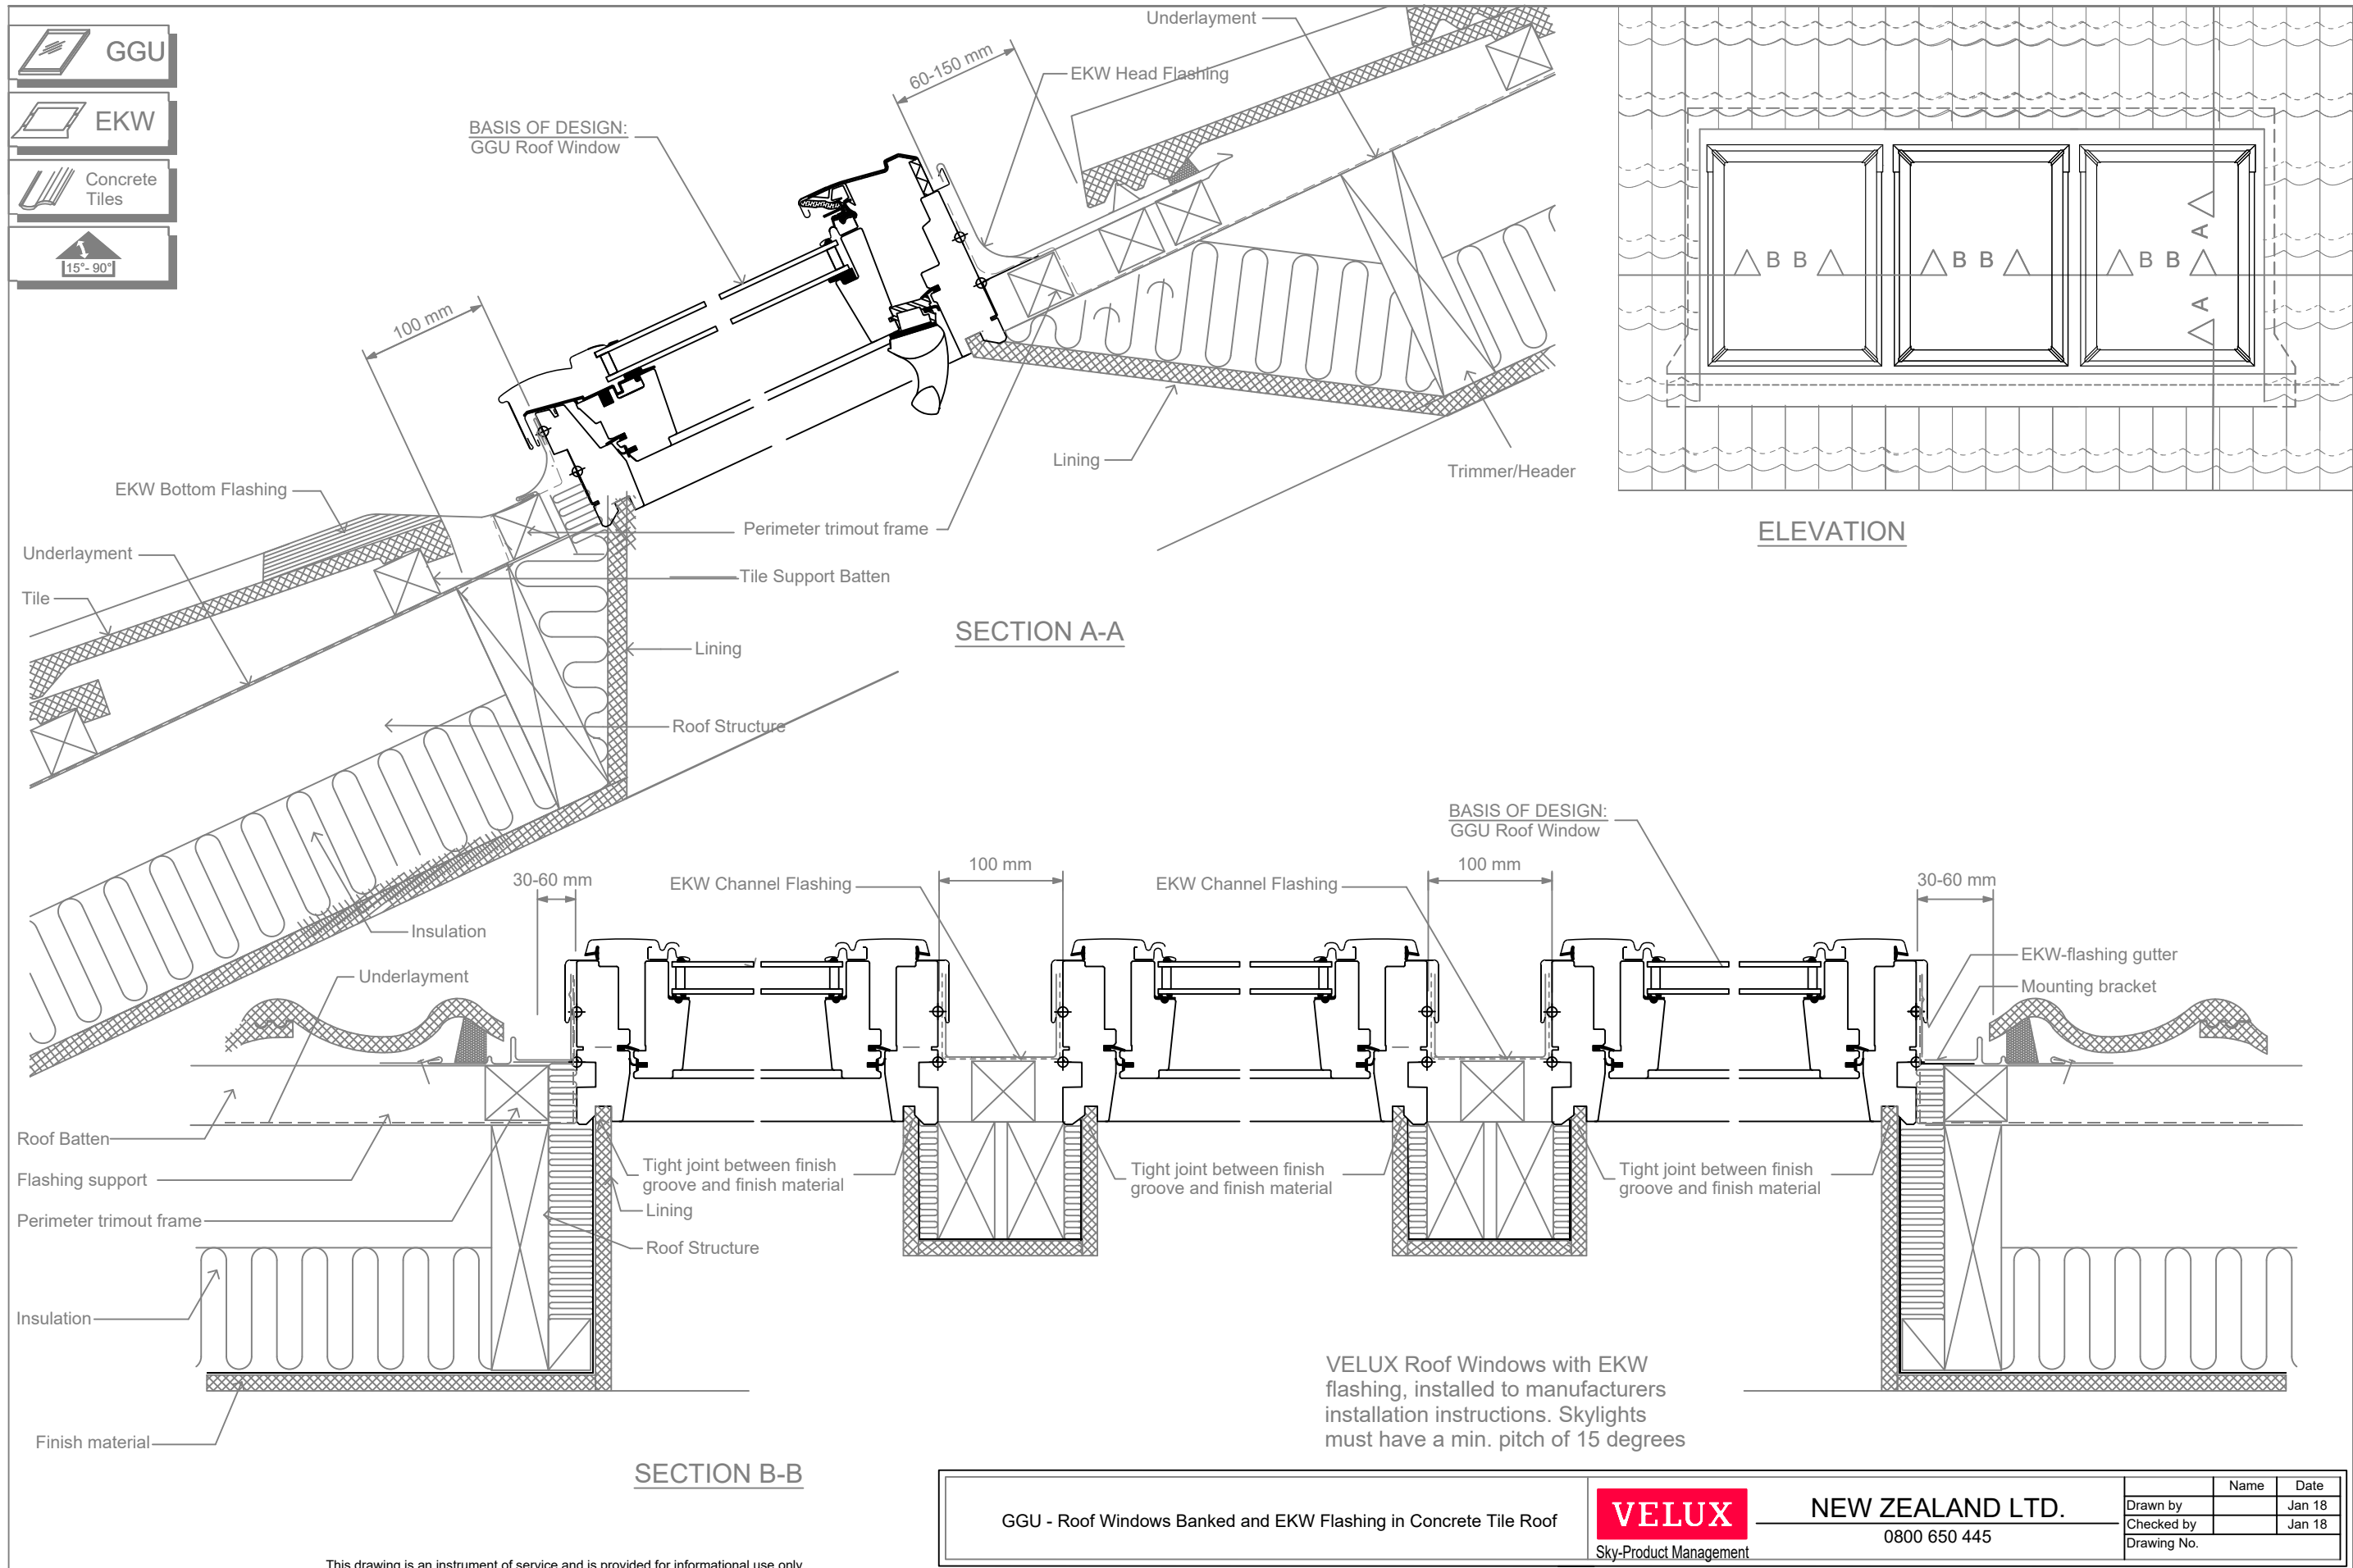 GGU
EKW
Concrete
Tiles
15°- 90°
Underlayment
60-150 mm
EKW Head Flashing
BASIS OF DESIGN:
GGU Roof Window
100 mm
EKW Bottom Flashing
Underlayment
Tile
Perimeter trimout frame
Tile Support Batten
Lining
Roof Structure
Insulation
Lining
Trimmer/Header
SECTION A-A
B B
B B
B B
A
A
ELEVATION
BASIS OF DESIGN:
GGU Roof Window
30-60 mm
EKW Channel Flashing
100 mm
EKW Channel Flashing
100 mm
30-60 mm
EKW-flashing gutter
Mounting bracket
Underlayment
Roof Batten
Flashing support
Perimeter trimout frame
Insulation
Finish material
Tight joint between finish
groove and finish material
Lining
Roof Structure
Tight joint between finish
groove and finish material
Tight joint between finish
groove and finish material
SECTION B-B
VELUX Roof Windows with EKW
flashing, installed to manufacturers
installation instructions. Skylights
must have a min. pitch of 15 degrees
GGU - Roof Windows Banked and EKW Flashing in Concrete Tile Roof
VELUX
Sky-Product Management
NEW ZEALAND LTD.
0800 650 445
Name Date
Drawn by Jan 18
Checked by Jan 18
Drawing No.
This drawing is an instrument of service and is provided for informational use only